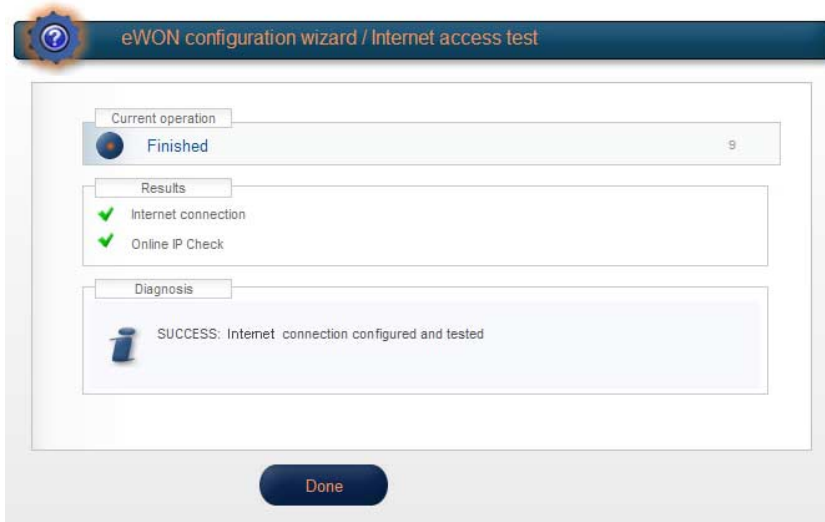 eWON configuration wizard / Internet access test
Current operation
Finished 9
Results
Internet connection
Online IP Check
Diagnosis
SUCCESS: Internet connection configured and tested
Done